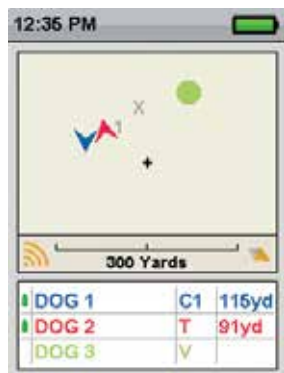 12:35 PM
X
1
300 Yards
DOG 1 C1 115yd
DOG 2 T 91yd
DOG 3 V